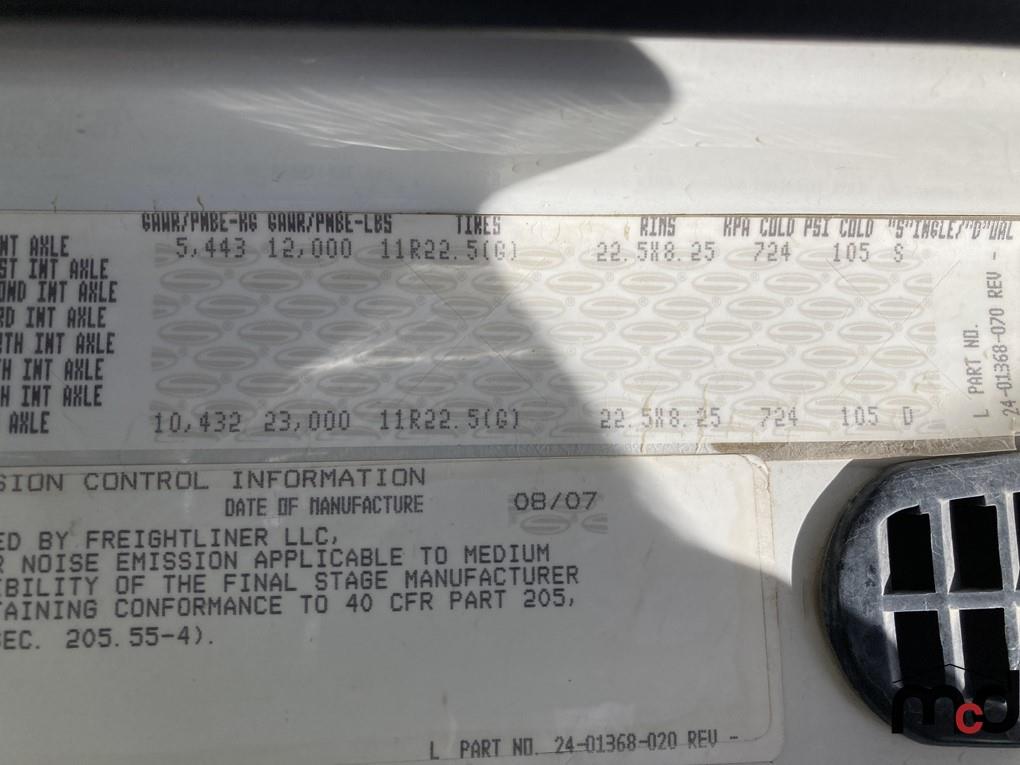 GAWR/PNBE-KG GAWR/PNBE-LBS TIRES RIMS KPA COLD PSI COLD "S"INGLE/"D"UAL
NT AXLE 5,443 12,000 11R22.5(G) 22.5X8.25 724 105 S
ST INT AXLE
OND INT AXLE
RD INT AXLE
TH INT AXLE
TH INT AXLE
H INT AXLE
AXLE 10,432 23,000 11R22.5(G) 22.5X8.25 724 105 D
L PART NO.
24-01368-070 REV -
SION CONTROL INFORMATION
DATE OF MANUFACTURE 08/07
ED BY FREIGHTLINER LLC,
R NOISE EMISSION APPLICABLE TO MEDIUM
IBILITY OF THE FINAL STAGE MANUFACTURER
TAINING CONFORMANCE TO 40 CFR PART 205,
SEC. 205.55-4).
L PART NO. 24-01368-020 REV -
mcd